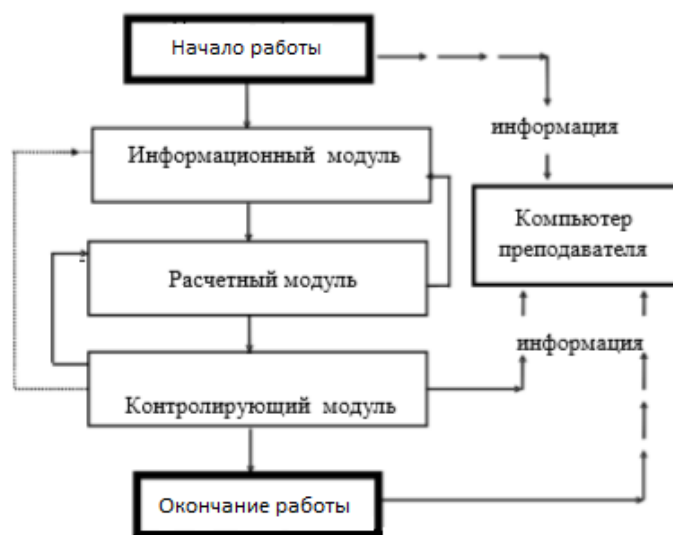 Начало работы
информация
Информационный модуль
Компьютер
преподавателя
Расчетный модуль
информация
Контролирующий модуль
Окончание работы